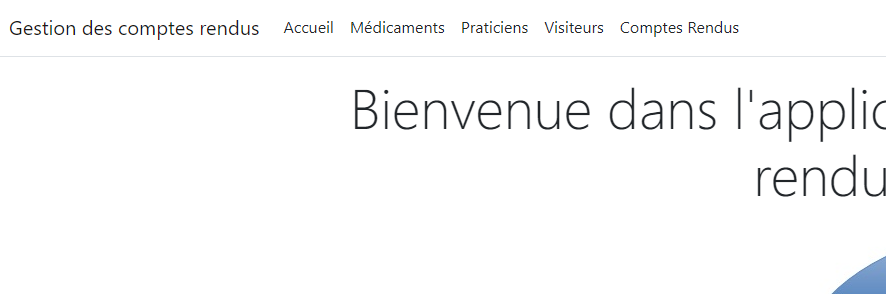 Gestion des comptes rendus Accueil Médicaments Praticiens Visiteurs Comptes Rendus
Bienvenue dans l'applic
rendu